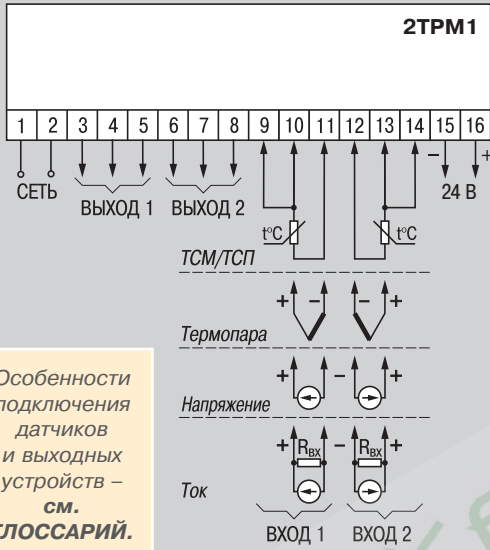 2ТРМ1
1 2 3 4 5 6 7 8 9 10 11 12 13 14 15 16
– +
СЕТЬ
ВЫХОД 1 ВЫХОД 2
24 В
t°C t°C
ТСМ/ТСП
+ – – +
Термопара
+ – +
Напряжение
+ Rвх – Rвх +
Ток
ВХОД 1 ВХОД 2
Особенности
подключения
датчиков
и выходных
устройств –
см.
ГЛОССАРИЙ.